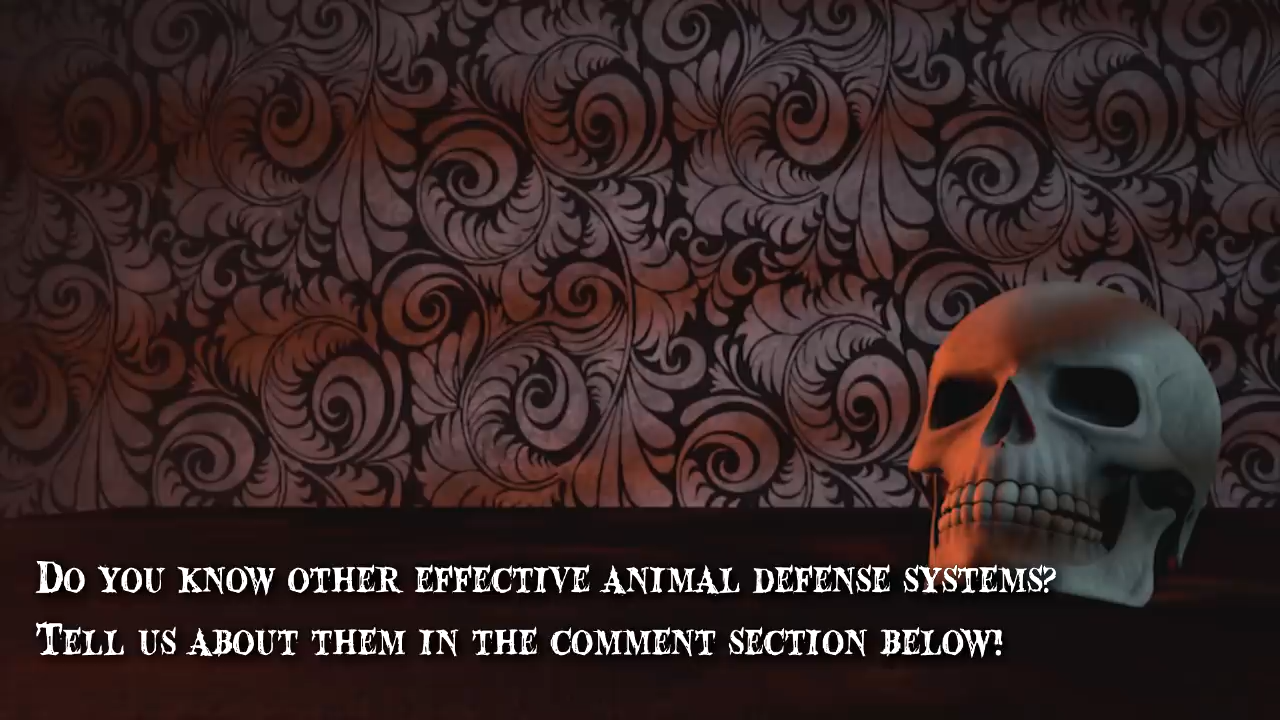 Do you know other effective animal defense systems?
Tell us about them in the comment section below!